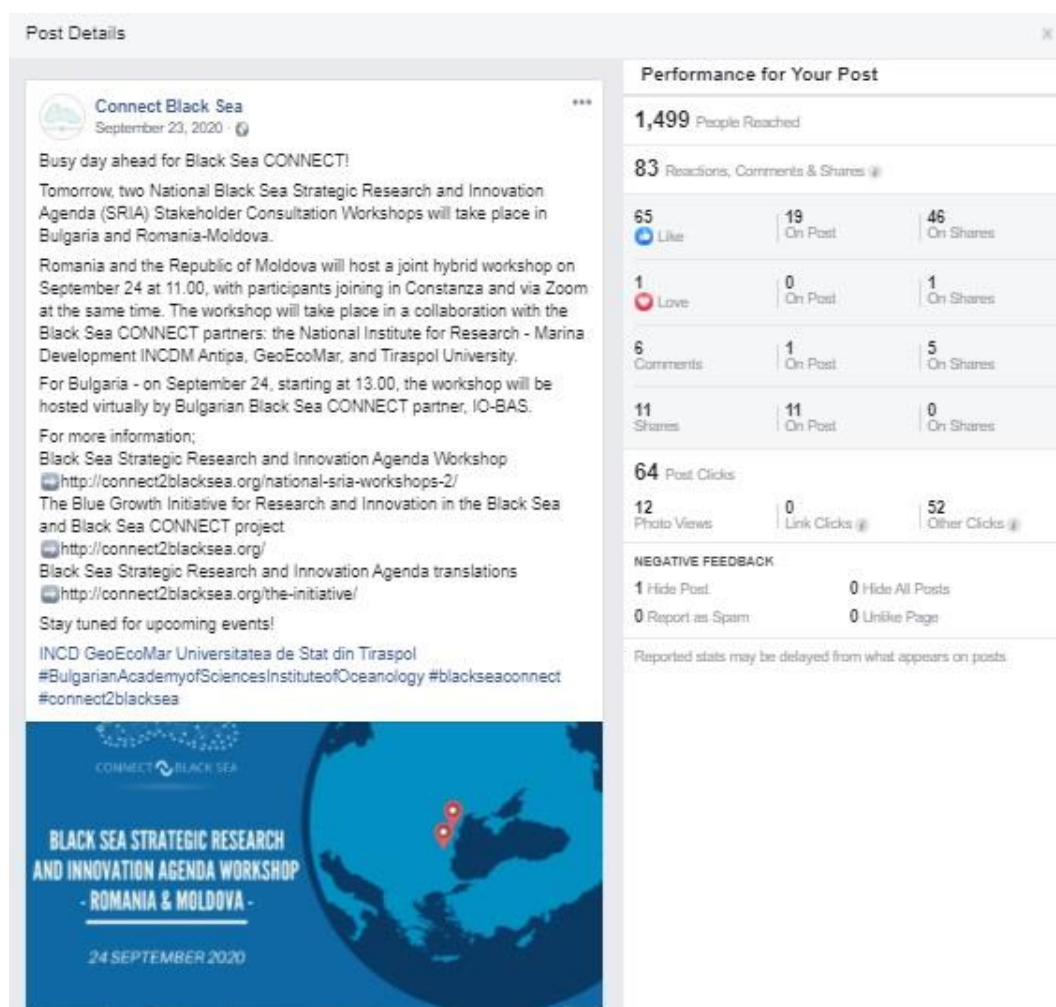 Post Details
Connect Black Sea
September 23, 2020
Busy day ahead for Black Sea CONNECT!
Tomorrow, two National Black Sea Strategic Research and Innovation
Agenda (SRIA) Stakeholder Consultation Workshops will take place in
Bulgaria and Romania-Moldova.
Romania and the Republic of Moldova will host a joint hybrid workshop on
September 24 at 11.00, with participants joining in Constanza and via Zoom
at the same time. The workshop will take place in a collaboration with the
Black Sea CONNECT partners: the National Institute for Research - Marina
Development INCDM Antipa, GeoEcoMar, and Tiraspol University.
For Bulgaria - on September 24, starting at 13.00, the workshop will be
hosted virtually by Bulgarian Black Sea CONNECT partner, IO-BAS.
For more information;
Black Sea Strategic Research and Innovation Agenda Workshop
➡http://connect2blacksea.org/national-sria-workshops-2/
The Blue Growth Initiative for Research and Innovation in the Black Sea
and Black Sea CONNECT project
➡http://connect2blacksea.org/
Black Sea Strategic Research and Innovation Agenda translations
➡http://connect2blacksea.org/the-initiative/
Stay tuned for upcoming events!
INCD GeoEcoMar Universitatea de Stat din Tiraspol
#BulgarianAcademyofSciencesInstituteofOceanology #blackseaconnect
#connect2blacksea
CONNECT BLACK SEA
BLACK SEA STRATEGIC RESEARCH
AND INNOVATION AGENDA WORKSHOP
- ROMANIA & MOLDOVA -
24 SEPTEMBER 2020
Performance for Your Post
1,499 People Reached
83 Reactions, Comments & Shares
65 19 46
Like On Post On Shares
1 0 1
Love On Post On Shares
6 1 5
Comments On Post On Shares
11 11 0
Shares On Post On Shares
64 Post Clicks
12 0 52
Photo Views Link Clicks Other Clicks
NEGATIVE FEEDBACK
1 Hide Post 0 Hide All Posts
0 Report as Spam 0 Unlike Page
Reported stats may be delayed from what appears on posts